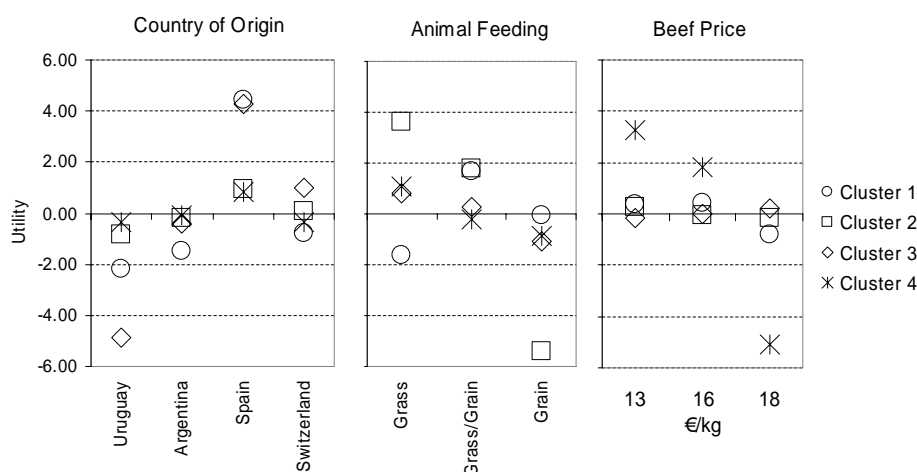 Country of Origin
Animal Feeding
Beef Price
Utility
6.00
4.00
2.00
0.00
-2.00
-4.00
-6.00
Uruguay
Argentina
Spain
Switzerland
Grass
Grass/Grain
Grain
13 16 18
€/kg
Cluster 1
Cluster 2
Cluster 3
Cluster 4